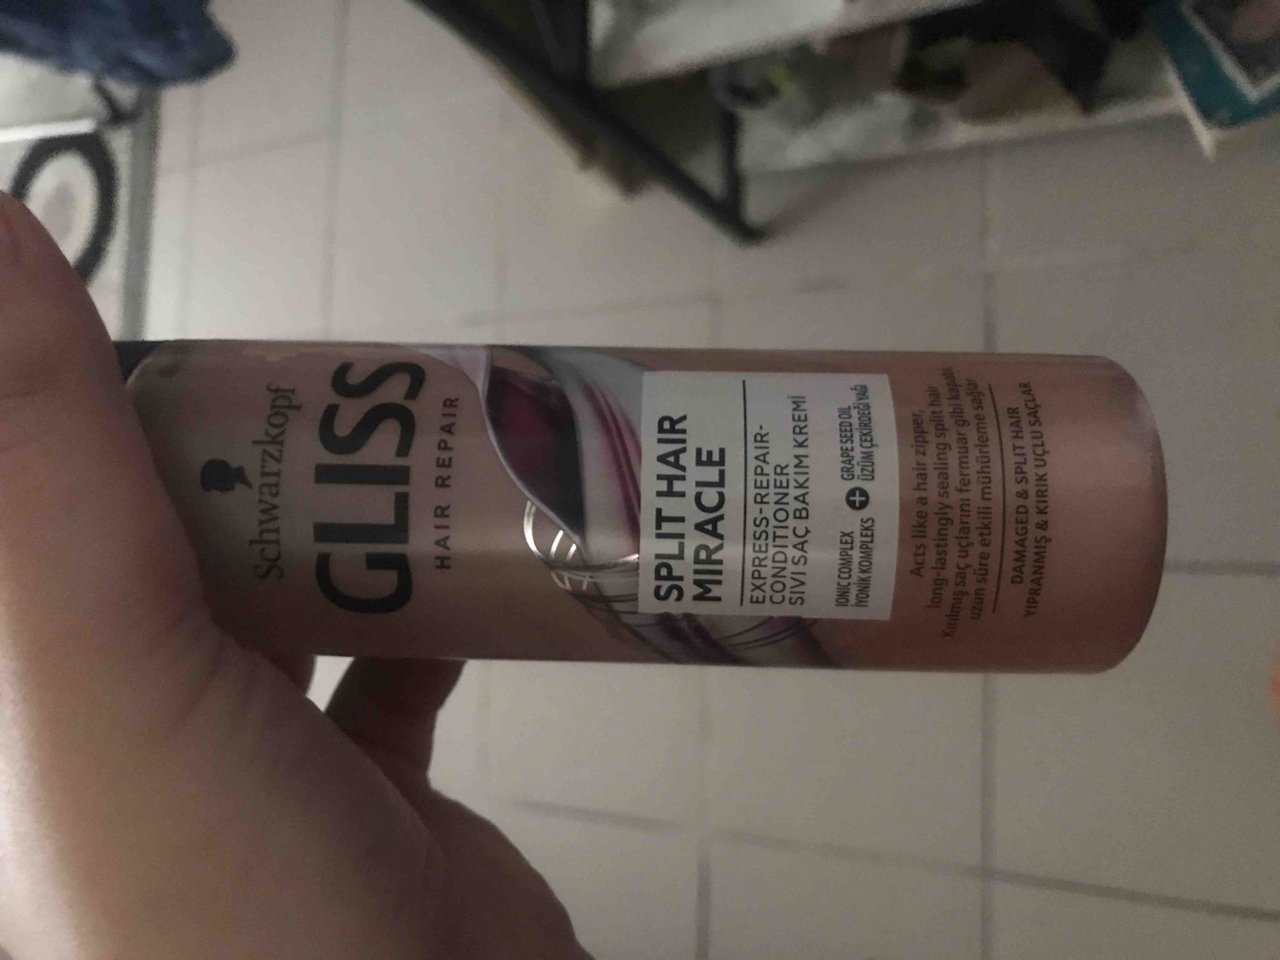 Schwarzkopf
GLISS
HAIR REPAIR
SPLIT HAIR
MIRACLE
EXPRESS-REPAIR-
CONDITIONER
SIVI SAÇ BAKIM KREMİ
IONIC COMPLEX
İYONİK KOMPLEKS
+
GRAPE SEED OIL
ÜZÜM ÇEKİRDEĞİ YAĞI
Acts like a hair zipper,
long-lastingly sealing split hair
Kırılmış saç uçlarını fermuar gibi kapatır
uzun süre etkili mühürleme sağlar
DAMAGED & SPLIT HAIR
YIPRANMIŞ & KIRIK UÇLU SAÇLAR